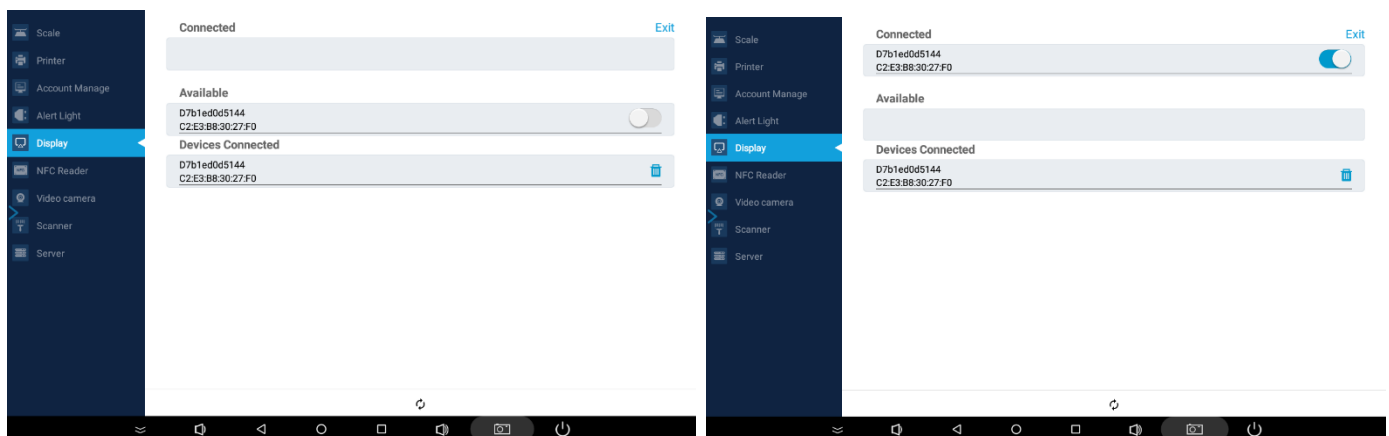 Scale
Printer
Account Manage
Alert Light
Display
NFC Reader
Video camera
Scanner
Server
Connected
Exit
Available
D7b1ed0d5144
C2:E3:B8:30:27:F0
Devices Connected
D7b1ed0d5144
C2:E3:B8:30:27:F0
Scale
Printer
Account Manage
Alert Light
Display
NFC Reader
Video camera
Scanner
Server
Connected
Exit
D7b1ed0d5144
C2:E3:B8:30:27:F0
Available
Devices Connected
D7b1ed0d5144
C2:E3:B8:30:27:F0